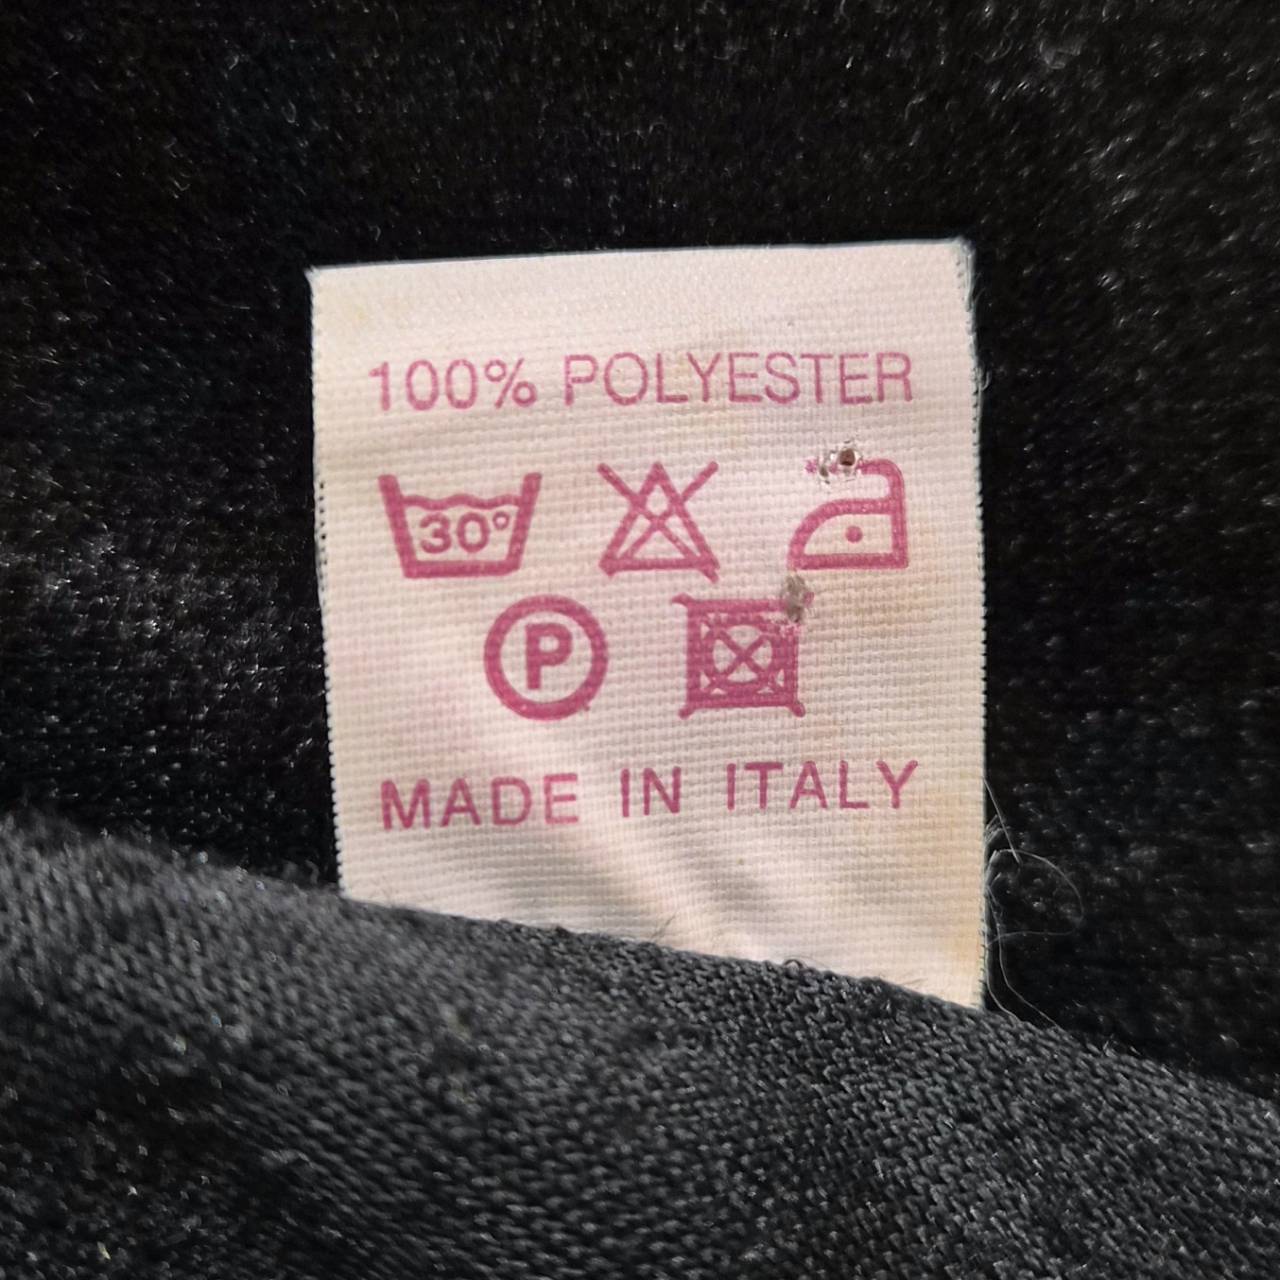 100% POLYESTER
30°
P
MADE IN ITALY